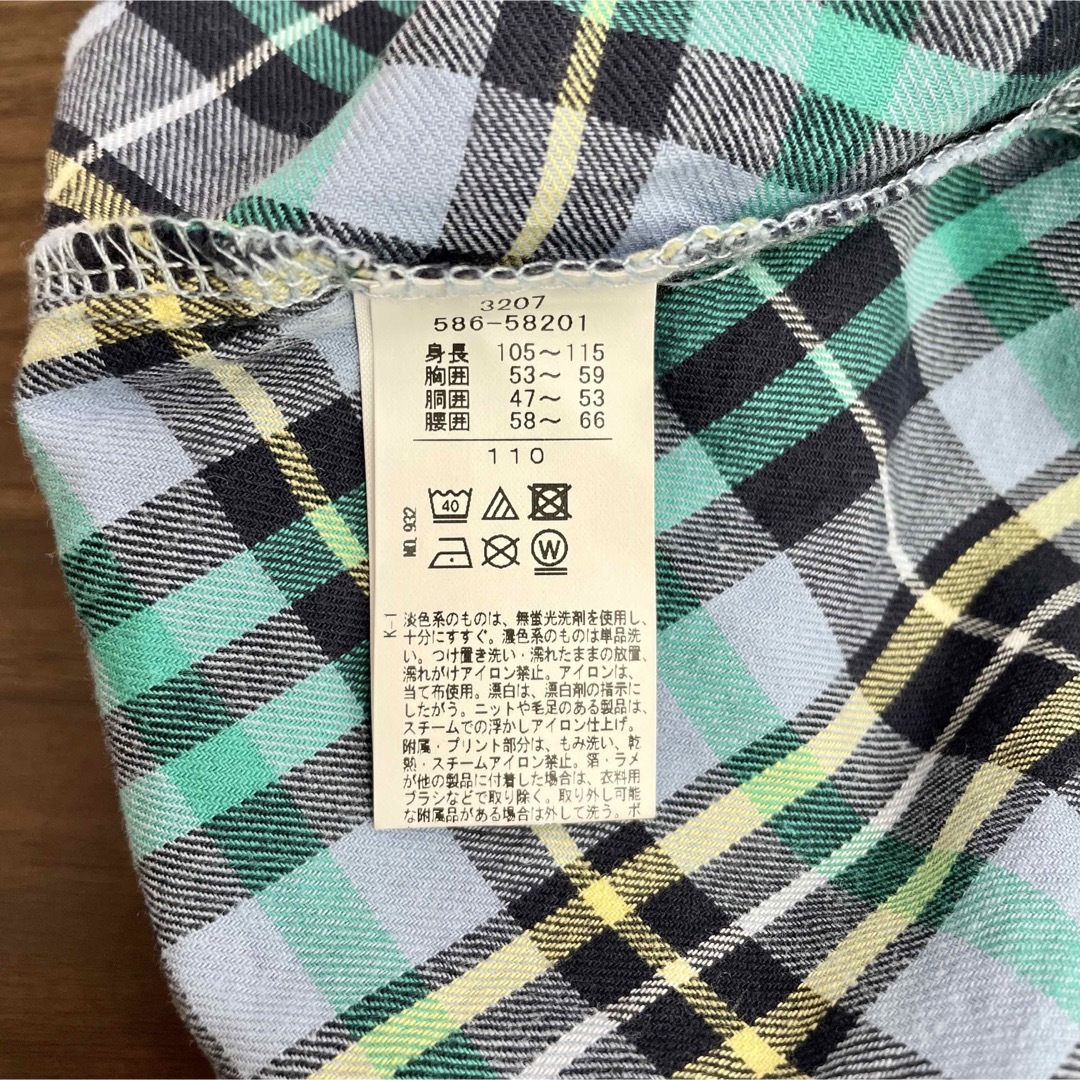 3207
586-58201
身長 105～115
胸囲 53～ 59
胴囲 47～ 53
腰囲 58～ 66
110
NO. 932
40
W
K-1
淡色系のものは、無蛍光洗剤を使用し、
十分にすすぐ。濃色系のものは単品洗
い。つけ置き洗い・濡れたままの放置、
濡れがけアイロン禁止。アイロンは、
当て布使用。漂白は、漂白剤の指示に
したがう。ニットや毛足のある製品は、
スチームでの浮かしアイロン仕上げ。
附属・プリント部分は、もみ洗い、乾
熱・スチームアイロン禁止。箔・ラメ
が他の製品に付着した場合は、衣料用
ブラシなどで取り除く。取り外し可能
な附属品がある場合は外して洗う。ボ